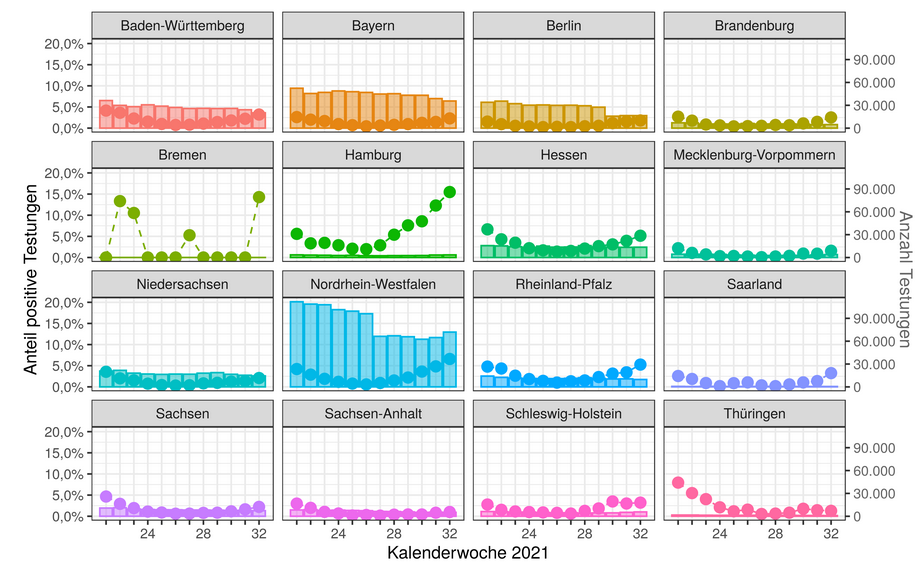 Baden-Württemberg Bayern Berlin Brandenburg
20,0%
15,0% 90.000
10,0% 60.000
5,0% 30.000
0,0% 0
Bremen Hamburg Hessen Mecklenburg-Vorpommern
20,0%
15,0% 90.000
10,0% 60.000
5,0% 30.000
0,0% 0
Anteil positive Testungen
Anzahl Testungen
Niedersachsen Nordrhein-Westfalen Rheinland-Pfalz Saarland
20,0%
15,0% 90.000
10,0% 60.000
5,0% 30.000
0,0% 0
Sachsen Sachsen-Anhalt Schleswig-Holstein Thüringen
20,0%
15,0% 90.000
10,0% 60.000
5,0% 30.000
0,0% 0
24 28 32 24 28 32 24 28 32 24 28 32
Kalenderwoche 2021